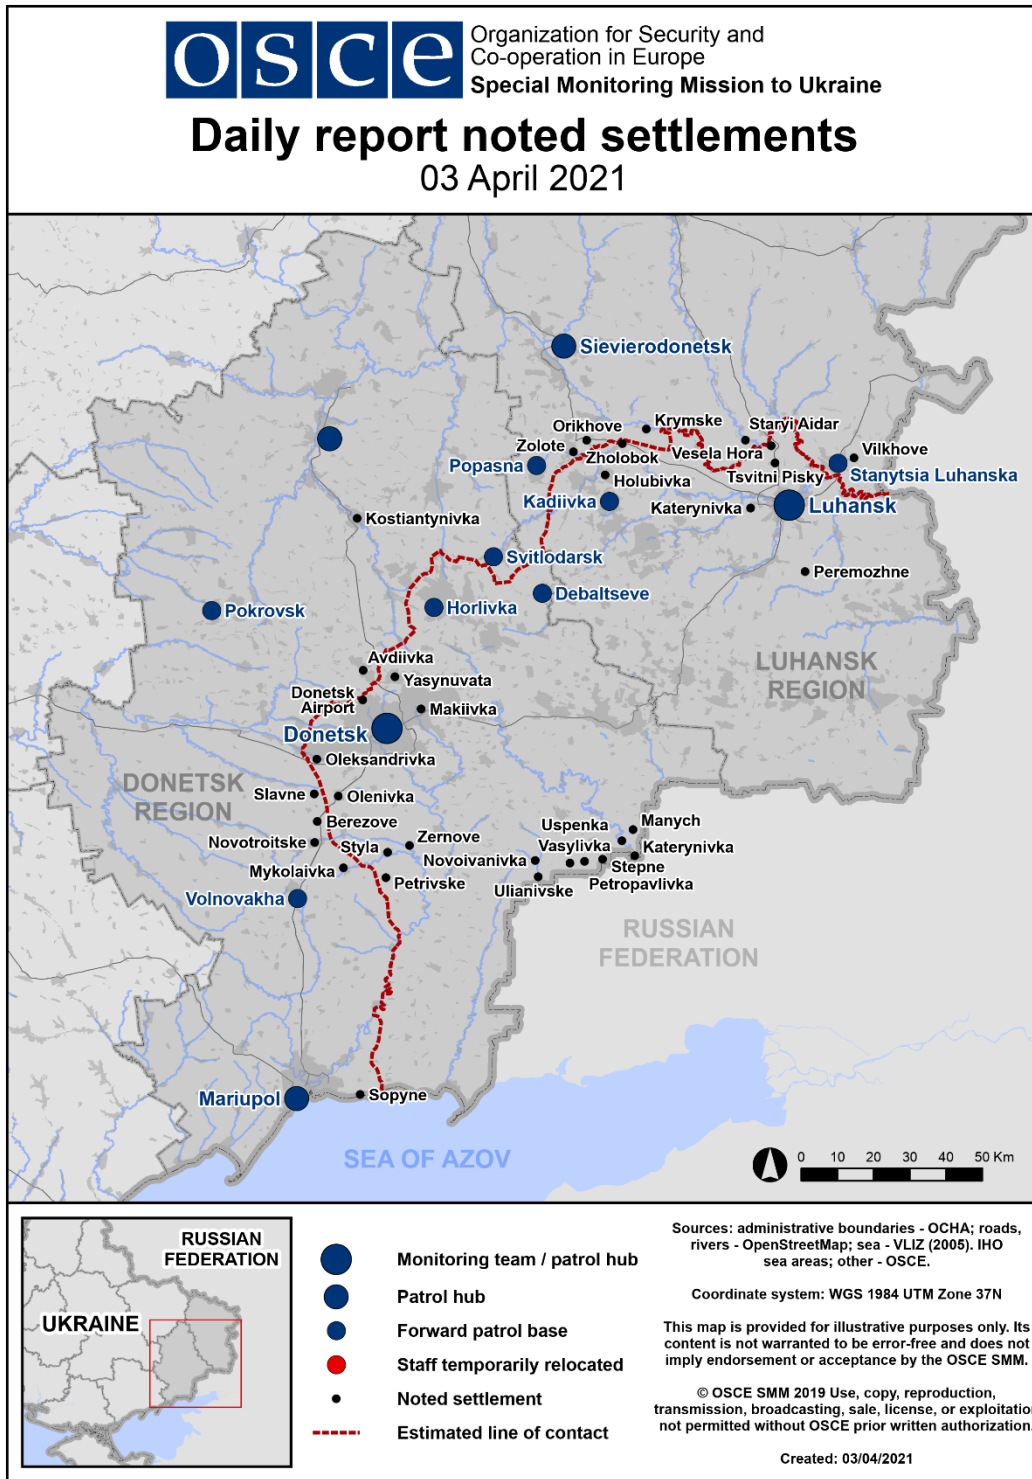 osce
Organization for Security and
Co-operation in Europe
Special Monitoring Mission to Ukraine
Daily report noted settlements
03 April 2021
Sievierodonetsk
Krymske
Orikhove
Staryi Aidar
Zolote
Zholobok
Vesela Hora
Vilkhove
Popasna
Tsvitni Pisky
Stanytsia Luhanska
Holubivka
Kadiivka
Katerynivka
Luhansk
Kostiantynivka
Svitlodarsk
Peremozhne
Debaltseve
Pokrovsk
Horlivka
Avdiivka
Yasynuvata
LUHANSK
REGION
Donetsk
Airport
Makiivka
Donetsk
Oleksandrivka
DONETSK
REGION
Slavne
Olenivka
Berezove
Uspenka
Manych
Novotroitske
Zernove
Styla
Vasylivka
Katerynivka
Novoivanivka
Mykolaivka
Stepne
Petrivske
Ulianivske
Petropavlivka
Volnovakha
RUSSIAN
FEDERATION
Mariupol
Sopyne
SEA OF AZOV
0 10 20 30 40 50 Km
RUSSIAN
FEDERATION
UKRAINE
Monitoring team / patrol hub
Patrol hub
Forward patrol base
Staff temporarily relocated
Noted settlement
Estimated line of contact
Sources: administrative boundaries - OCHA; roads,
rivers - OpenStreetMap; sea - VLIZ (2005). IHO
sea areas; other - OSCE.
Coordinate system: WGS 1984 UTM Zone 37N
This map is provided for illustrative purposes only. Its
content is not warranted to be error-free and does not
imply endorsement or acceptance by the OSCE SMM.
© OSCE SMM 2019 Use, copy, reproduction,
transmission, broadcasting, sale, license, or exploitation
not permitted without OSCE prior written authorization.
Created: 03/04/2021